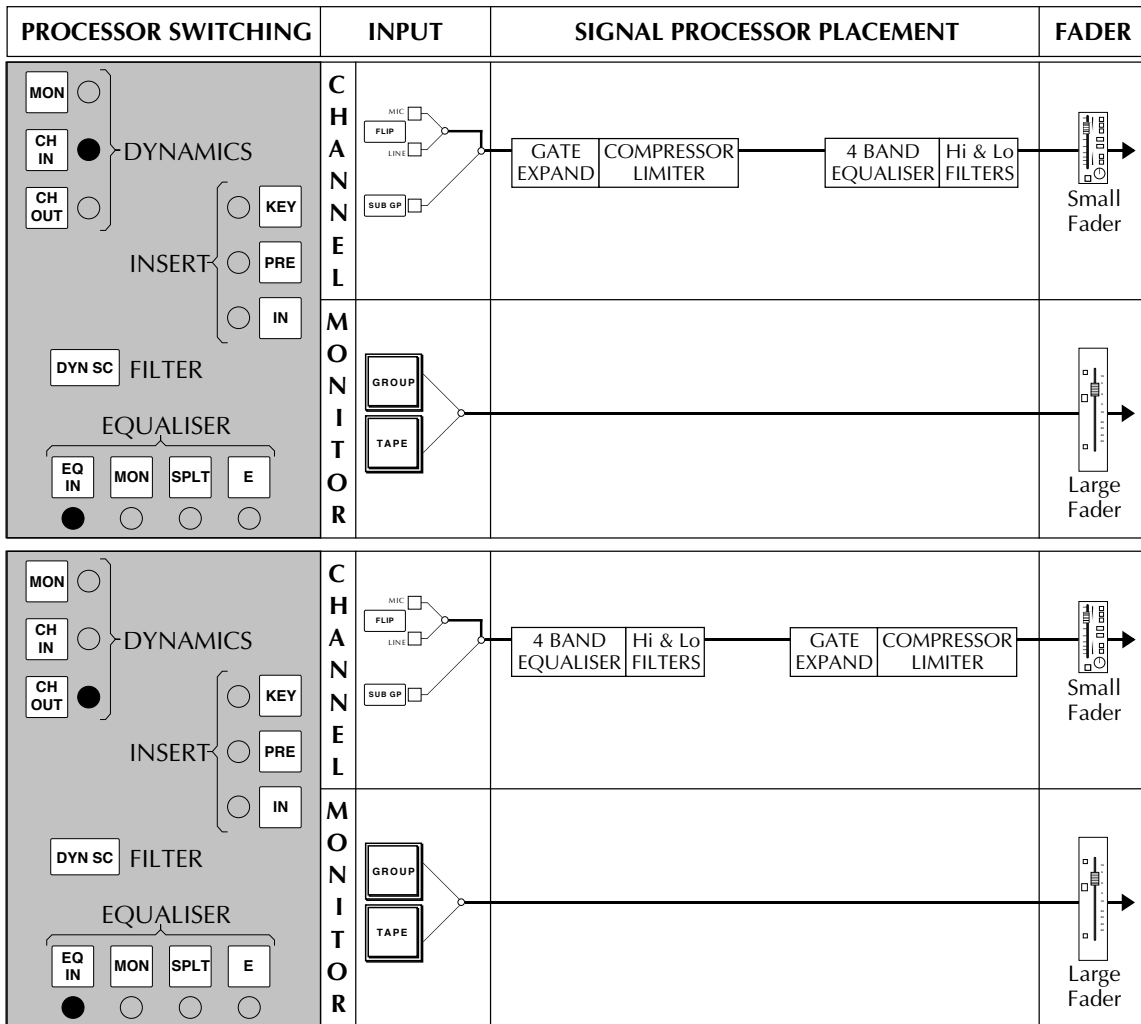 PROCESSOR SWITCHING
INPUT
SIGNAL PROCESSOR PLACEMENT
FADER
MON
CH IN
CH OUT
DYNAMICS
INSERT
KEY
PRE
IN
DYN SC
FILTER
EQUALISER
EQ IN
MON
SPLT
E
CHANNEL
MIC
FLIP
LINE
SUB GP
GATE EXPAND
COMPRESSOR LIMITER
4 BAND EQUALISER
Hi & Lo FILTERS
Small Fader
MONITOR
GROUP
TAPE
Large Fader
MON
CH IN
CH OUT
DYNAMICS
INSERT
KEY
PRE
IN
DYN SC
FILTER
EQUALISER
EQ IN
MON
SPLT
E
CHANNEL
MIC
FLIP
LINE
SUB GP
4 BAND EQUALISER
Hi & Lo FILTERS
GATE EXPAND
COMPRESSOR LIMITER
Small Fader
MONITOR
GROUP
TAPE
Large Fader